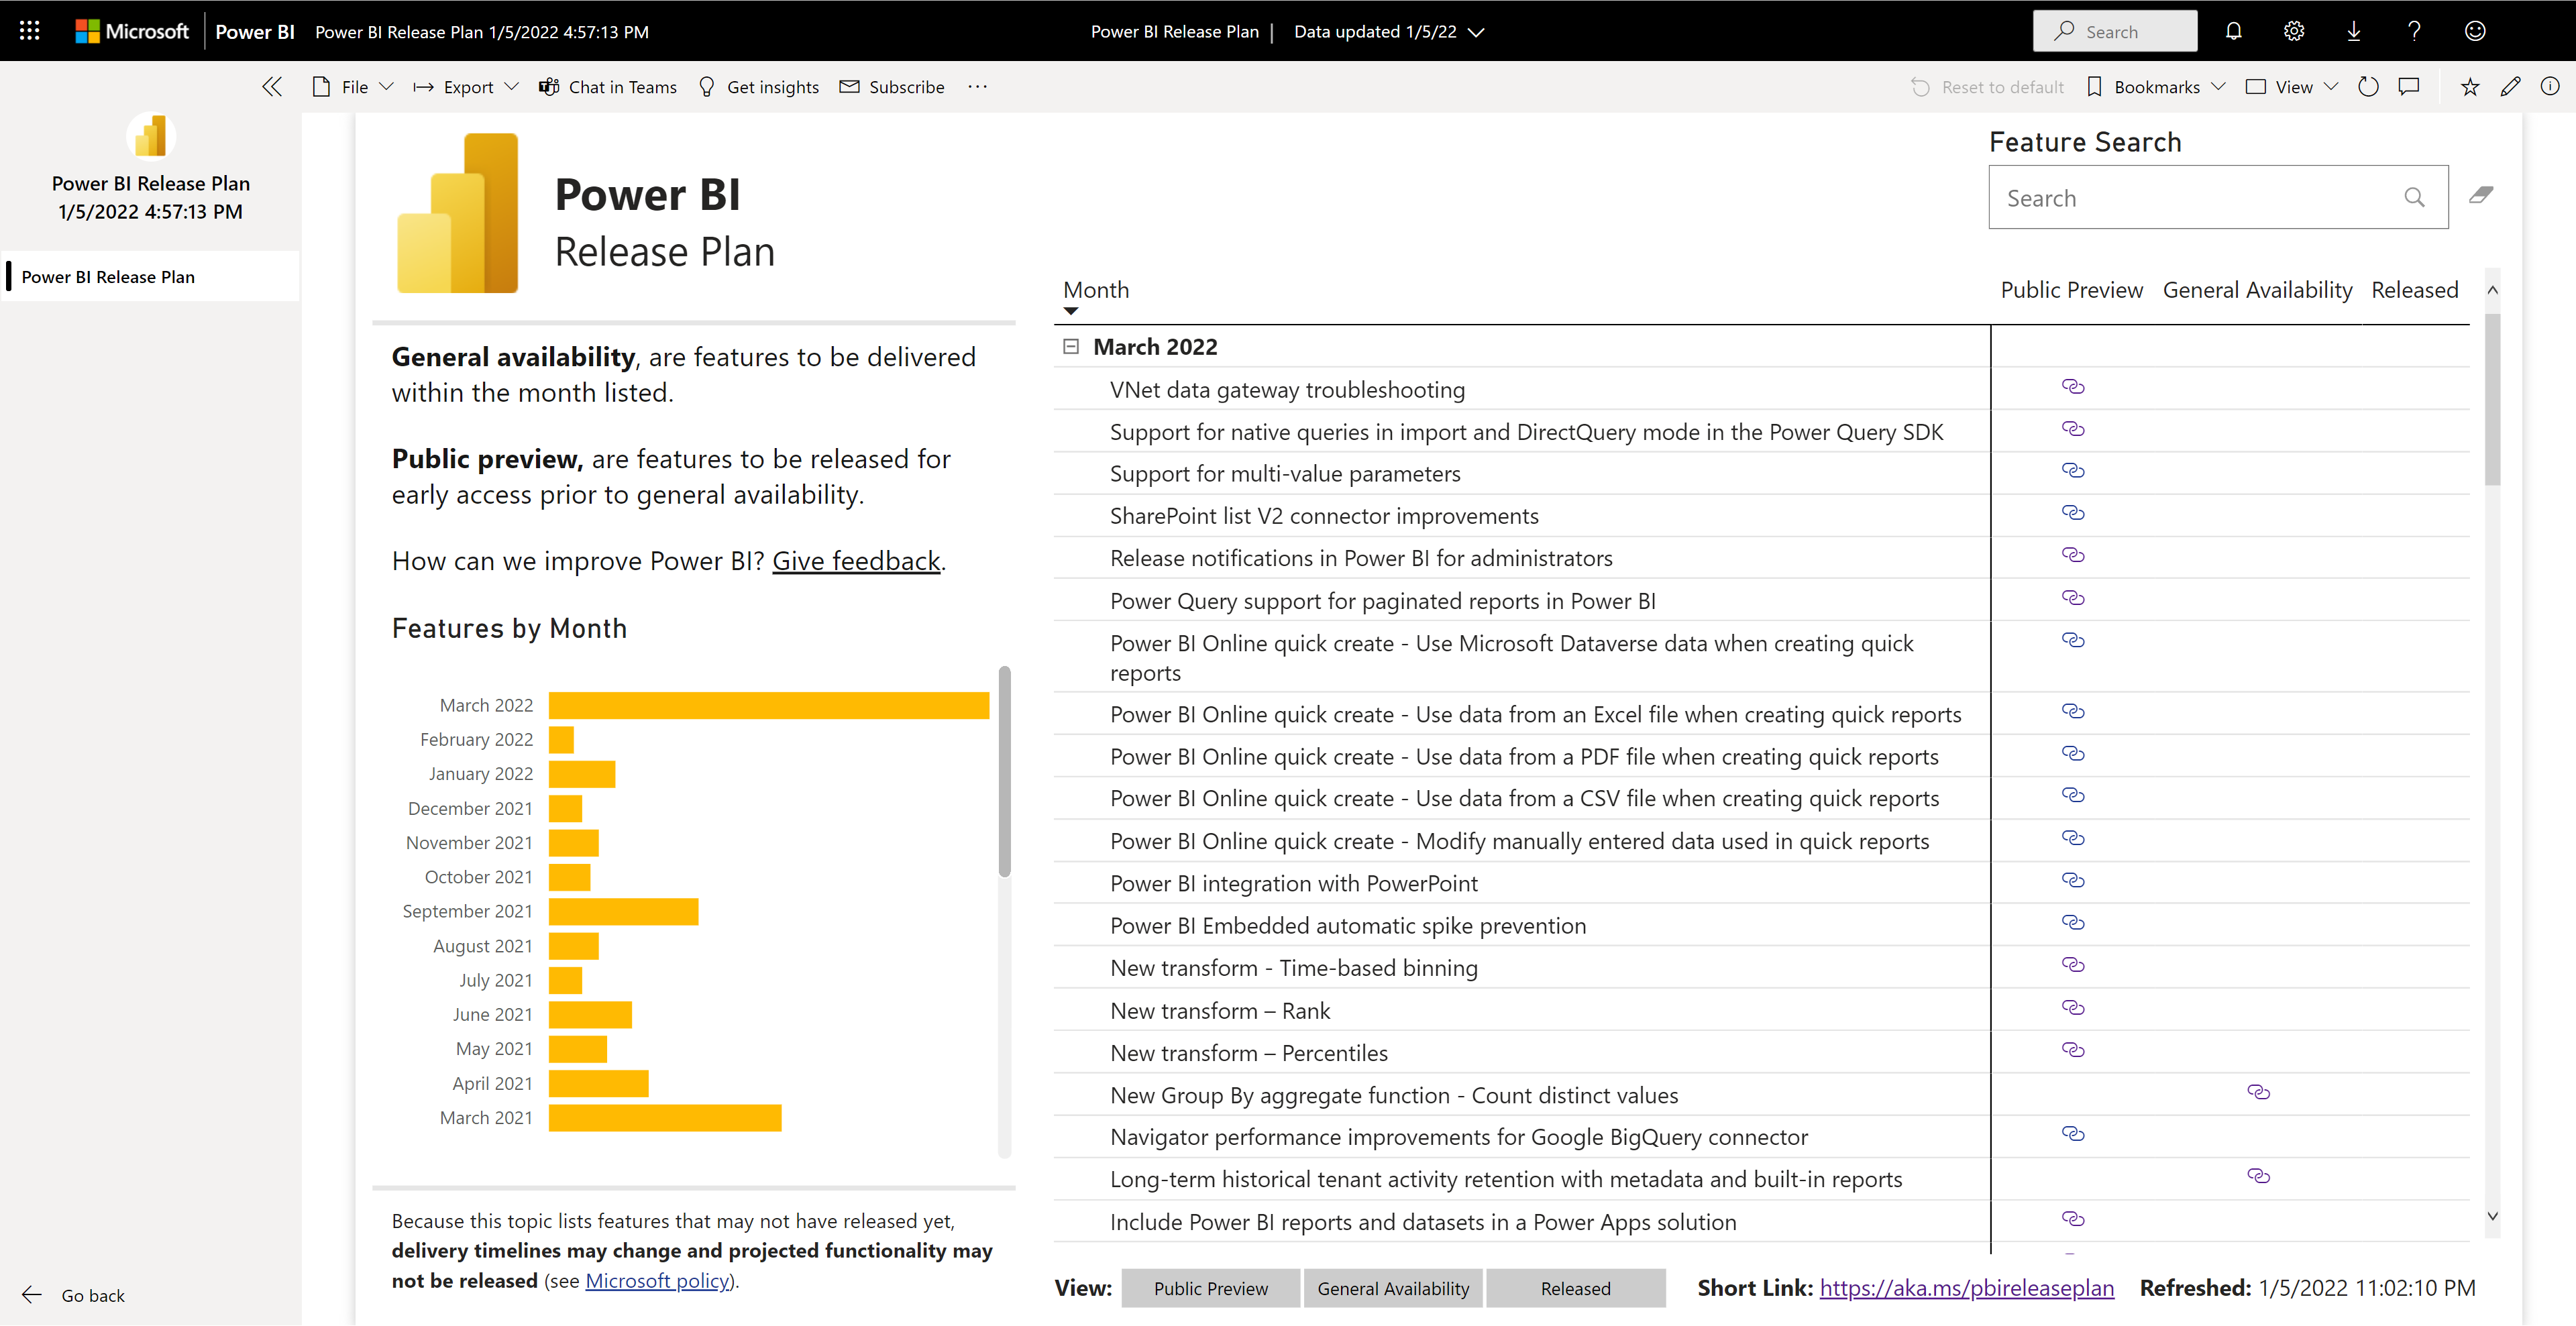 Microsoft
Power BI
Power BI Release Plan 1/5/2022 4:57:13 PM
Power BI Release Plan | Data updated 1/5/22
Search
File
Export
Chat in Teams
Get insights
Subscribe
Reset to default
Bookmarks
View
Power BI Release Plan
1/5/2022 4:57:13 PM
Power BI Release Plan
Go back
Power BI
Release Plan
General availability, are features to be delivered
within the month listed.
Public preview, are features to be released for
early access prior to general availability.
How can we improve Power BI? Give feedback.
Features by Month
March 2022
February 2022
January 2022
December 2021
November 2021
October 2021
September 2021
August 2021
July 2021
June 2021
May 2021
April 2021
March 2021
Because this topic lists features that may not have released yet,
delivery timelines may change and projected functionality may
not be released (see Microsoft policy).
Feature Search
Search
Month
Public Preview
General Availability
Released
March 2022
VNet data gateway troubleshooting
Support for native queries in import and DirectQuery mode in the Power Query SDK
Support for multi-value parameters
SharePoint list V2 connector improvements
Release notifications in Power BI for administrators
Power Query support for paginated reports in Power BI
Power BI Online quick create - Use Microsoft Dataverse data when creating quick
reports
Power BI Online quick create - Use data from an Excel file when creating quick reports
Power BI Online quick create - Use data from a PDF file when creating quick reports
Power BI Online quick create - Use data from a CSV file when creating quick reports
Power BI Online quick create - Modify manually entered data used in quick reports
Power BI integration with PowerPoint
Power BI Embedded automatic spike prevention
New transform - Time-based binning
New transform – Rank
New transform – Percentiles
New Group By aggregate function - Count distinct values
Navigator performance improvements for Google BigQuery connector
Long-term historical tenant activity retention with metadata and built-in reports
Include Power BI reports and datasets in a Power Apps solution
View:
Public Preview
General Availability
Released
Short Link: https://aka.ms/pbireleaseplan
Refreshed: 1/5/2022 11:02:10 PM